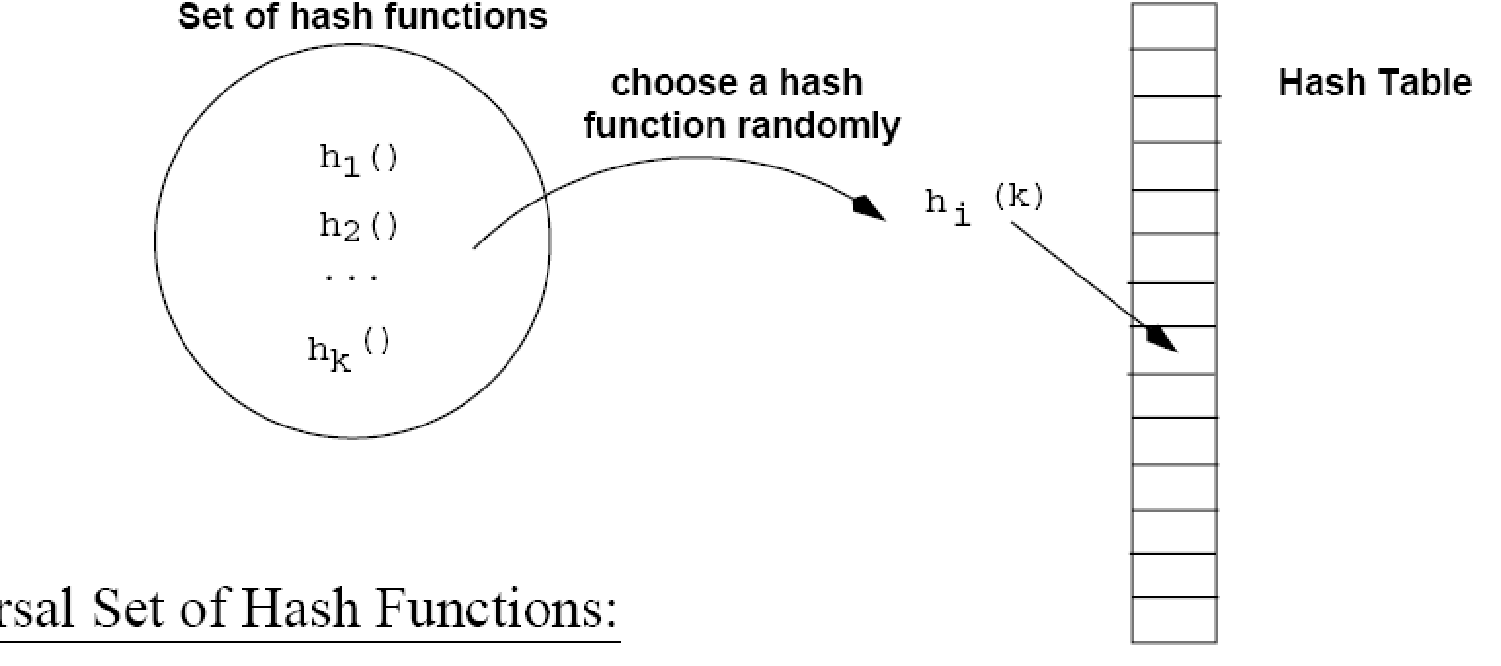 Set of hash functions
choose a hash
function randomly
Hash Table
h1()
h2()
...
hk()
hi (k)
rsal Set of Hash Functions: